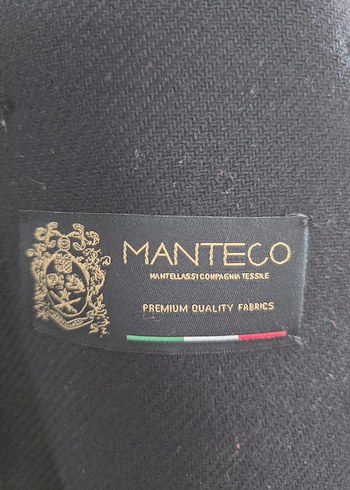 MANTECO
MANTELLASSI COMPAGNIA TESSILE
PREMIUM QUALITY FABRICS